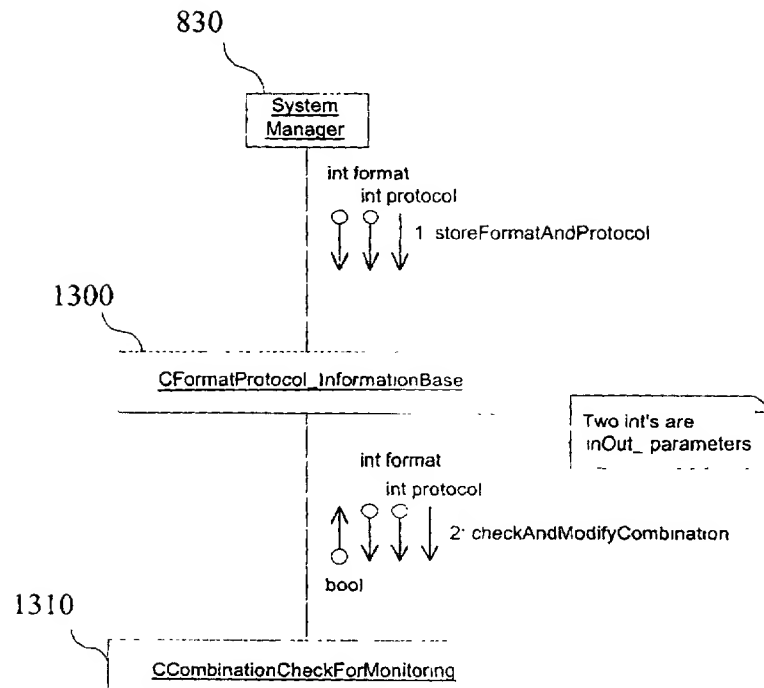 830
System
Manager
int format
int protocol
1 storeFormatAndProtocol
1300
CFormatProtocol_InformationBase
Two int's are
inOut_ parameters
int format
int protocol
2: checkAndModifyCombination
bool
1310
CCombinationCheckForMonitoring